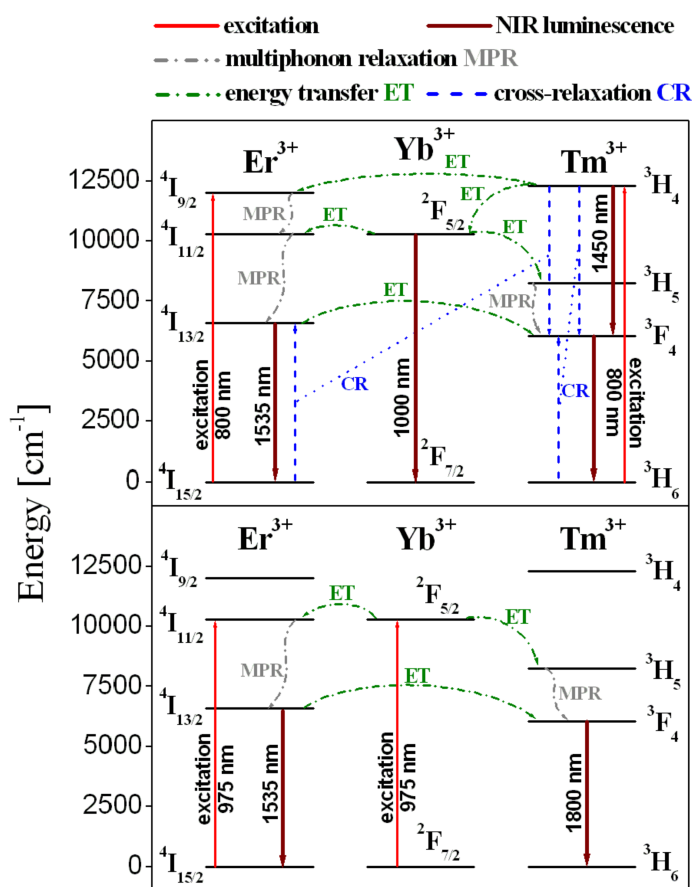 excitation NIR luminescence
multiphonon relaxation MPR
energy transfer ET cross-relaxation CR
Energy [cm⁻¹]
Er³⁺ Yb³⁺ Tm³⁺
12500
10000
7500
5000
2500
0
⁴I₉/₂
⁴I₁₁/₂
⁴I₁₃/₂
⁴I₁₅/₂
²F₅/₂
²F₇/₂
³H₄
³H₅
³F₄
³H₆
ET
ET
ET
ET
ET
MPR
MPR
MPR
CR
CR
excitation
800 nm
1535 nm
1000 nm
1450 nm
excitation
800 nm
Er³⁺ Yb³⁺ Tm³⁺
12500
10000
7500
5000
2500
0
⁴I₉/₂
⁴I₁₁/₂
⁴I₁₃/₂
⁴I₁₅/₂
²F₅/₂
²F₇/₂
³H₄
³H₅
³F₄
³H₆
ET
ET
ET
MPR
MPR
excitation
975 nm
1535 nm
excitation
975 nm
1800 nm